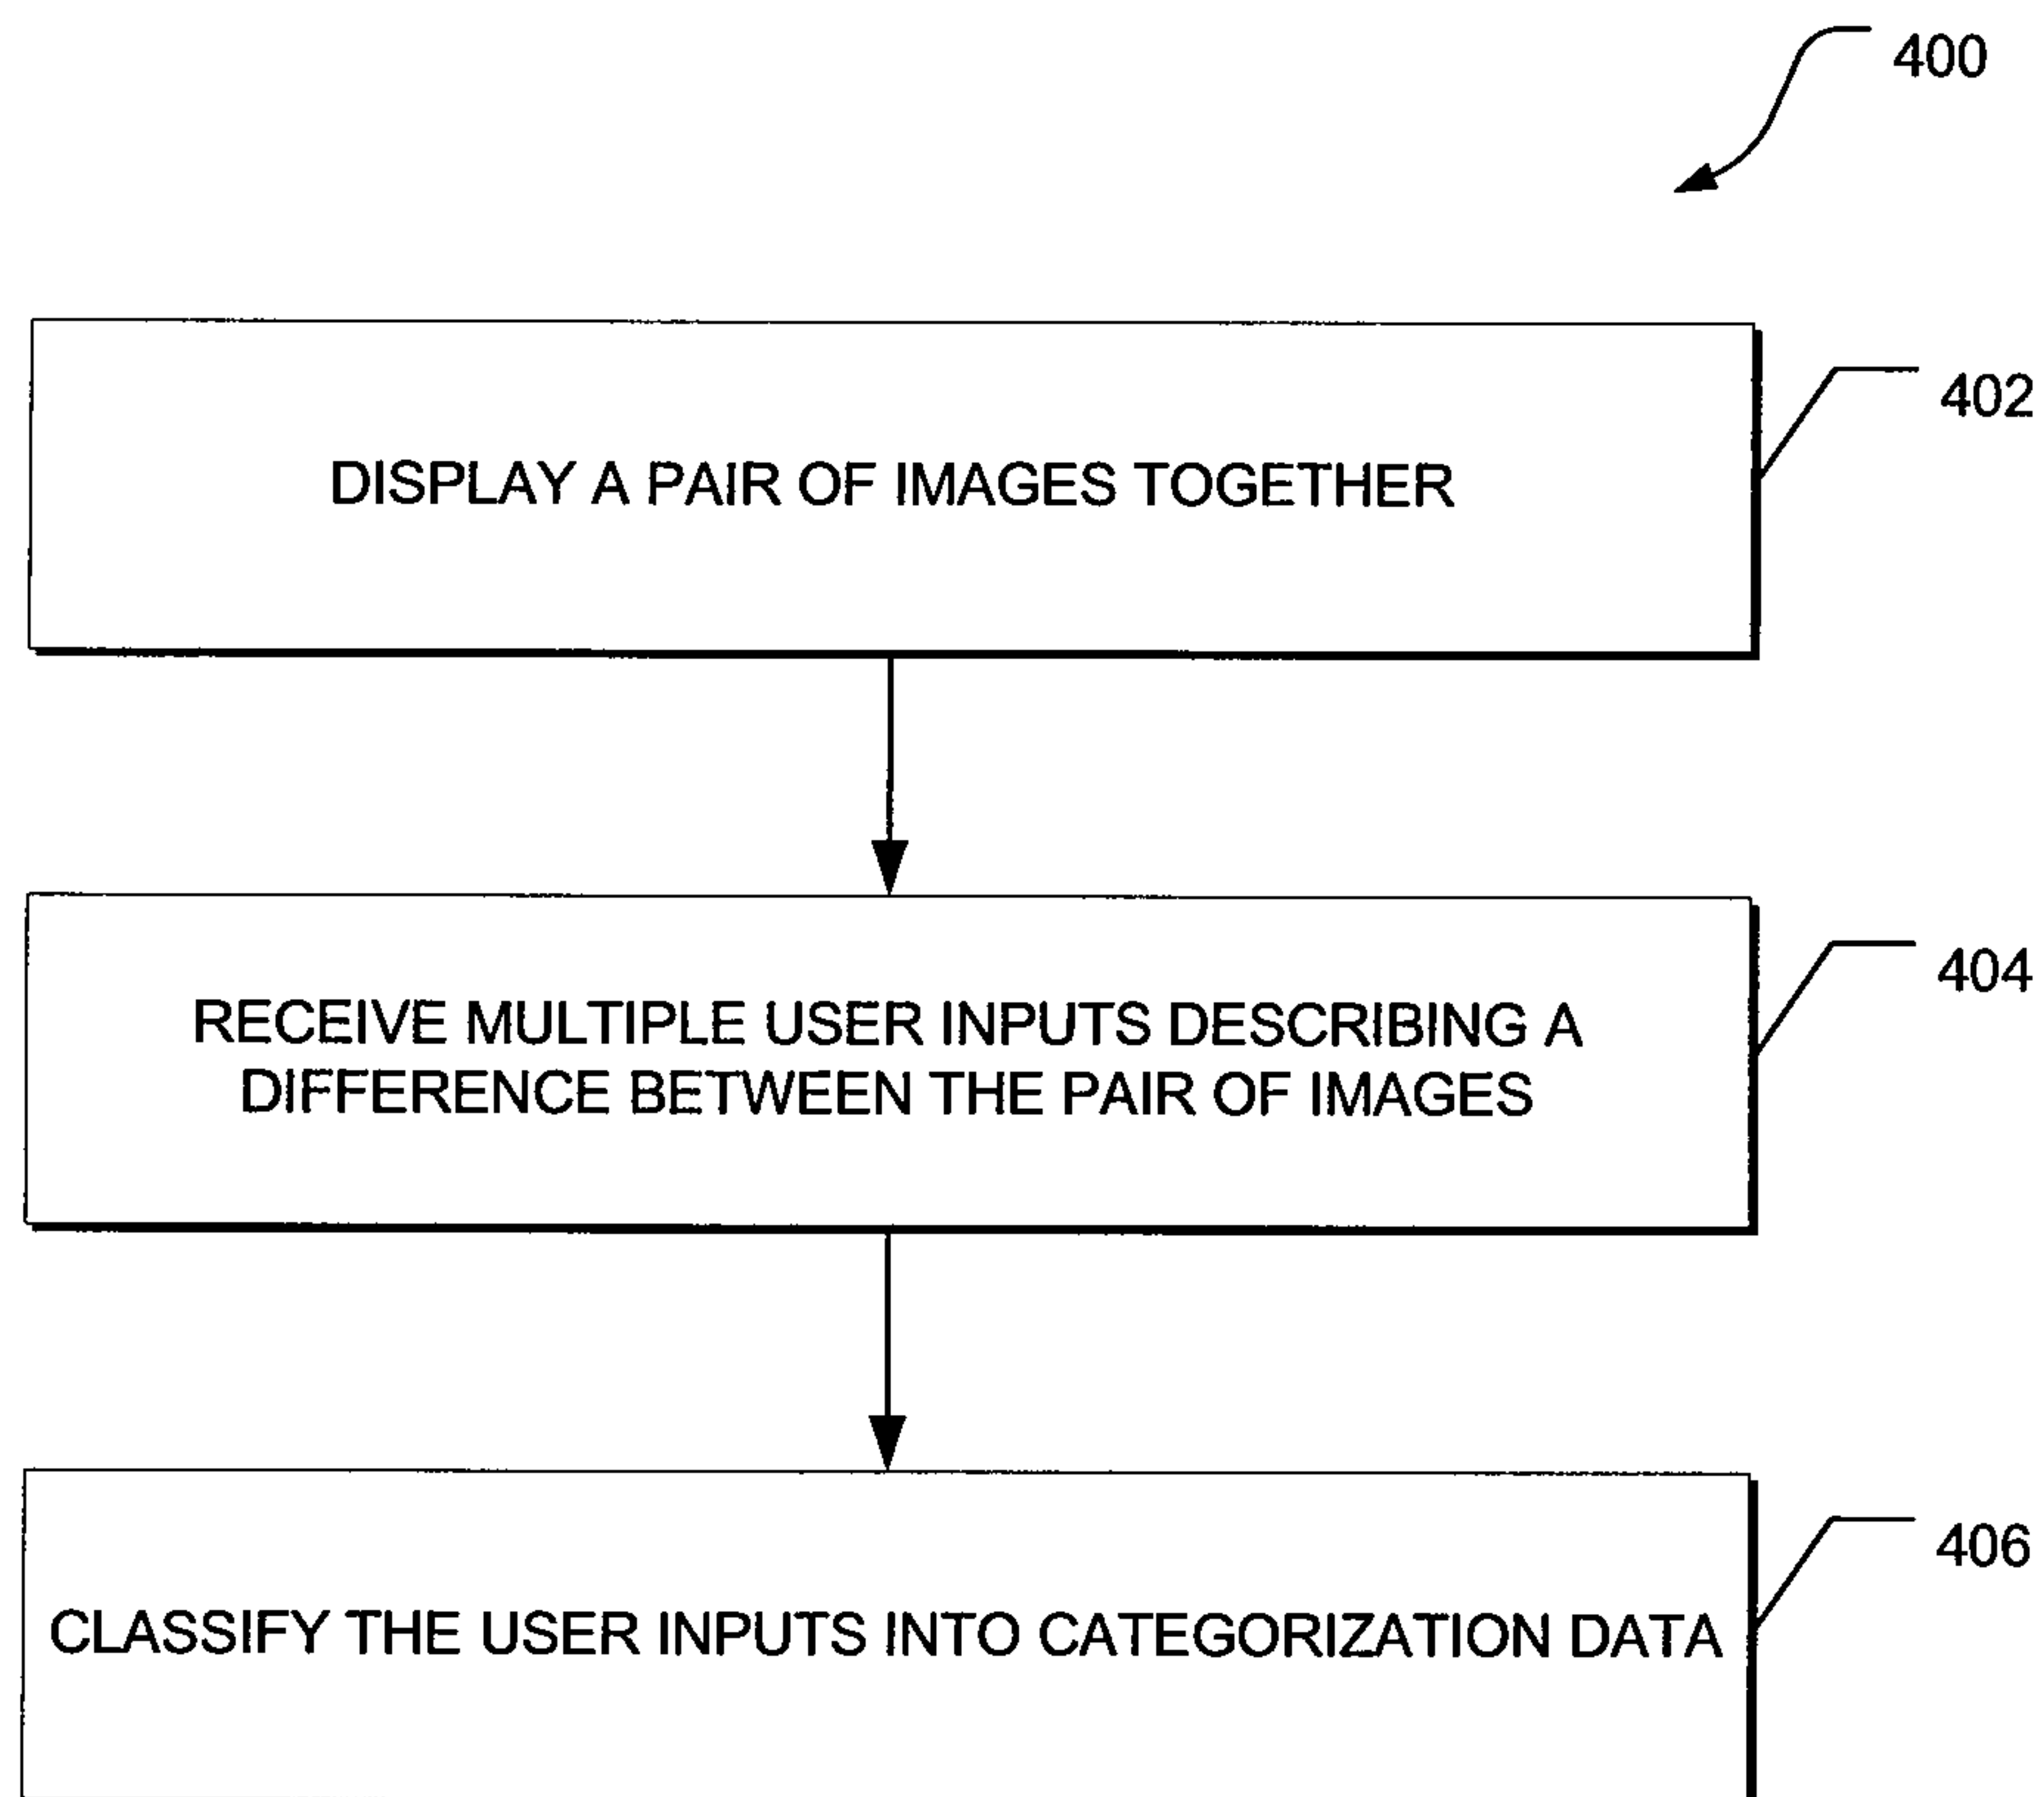 400
402
DISPLAY A PAIR OF IMAGES TOGETHER
404
RECEIVE MULTIPLE USER INPUTS DESCRIBING A
DIFFERENCE BETWEEN THE PAIR OF IMAGES
406
CLASSIFY THE USER INPUTS INTO CATEGORIZATION DATA